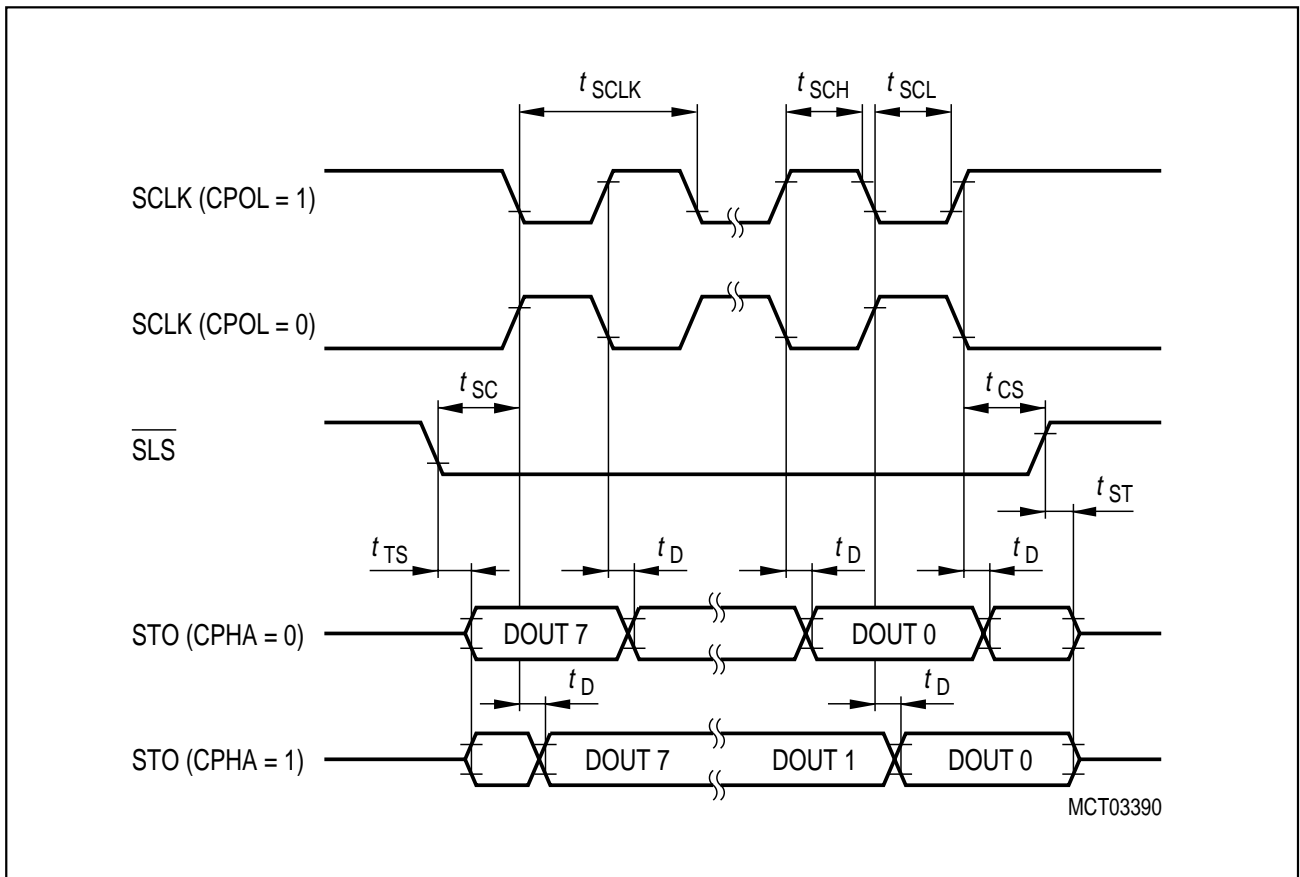 t SCLK t SCH t SCL
SCLK (CPOL = 1)
SCLK (CPOL = 0)
t SC t CS
SLS
t ST
t TS t D t D t D
STO (CPHA = 0) DOUT 7 DOUT 0
t D t D
STO (CPHA = 1) DOUT 7 DOUT 1 DOUT 0
MCT03390